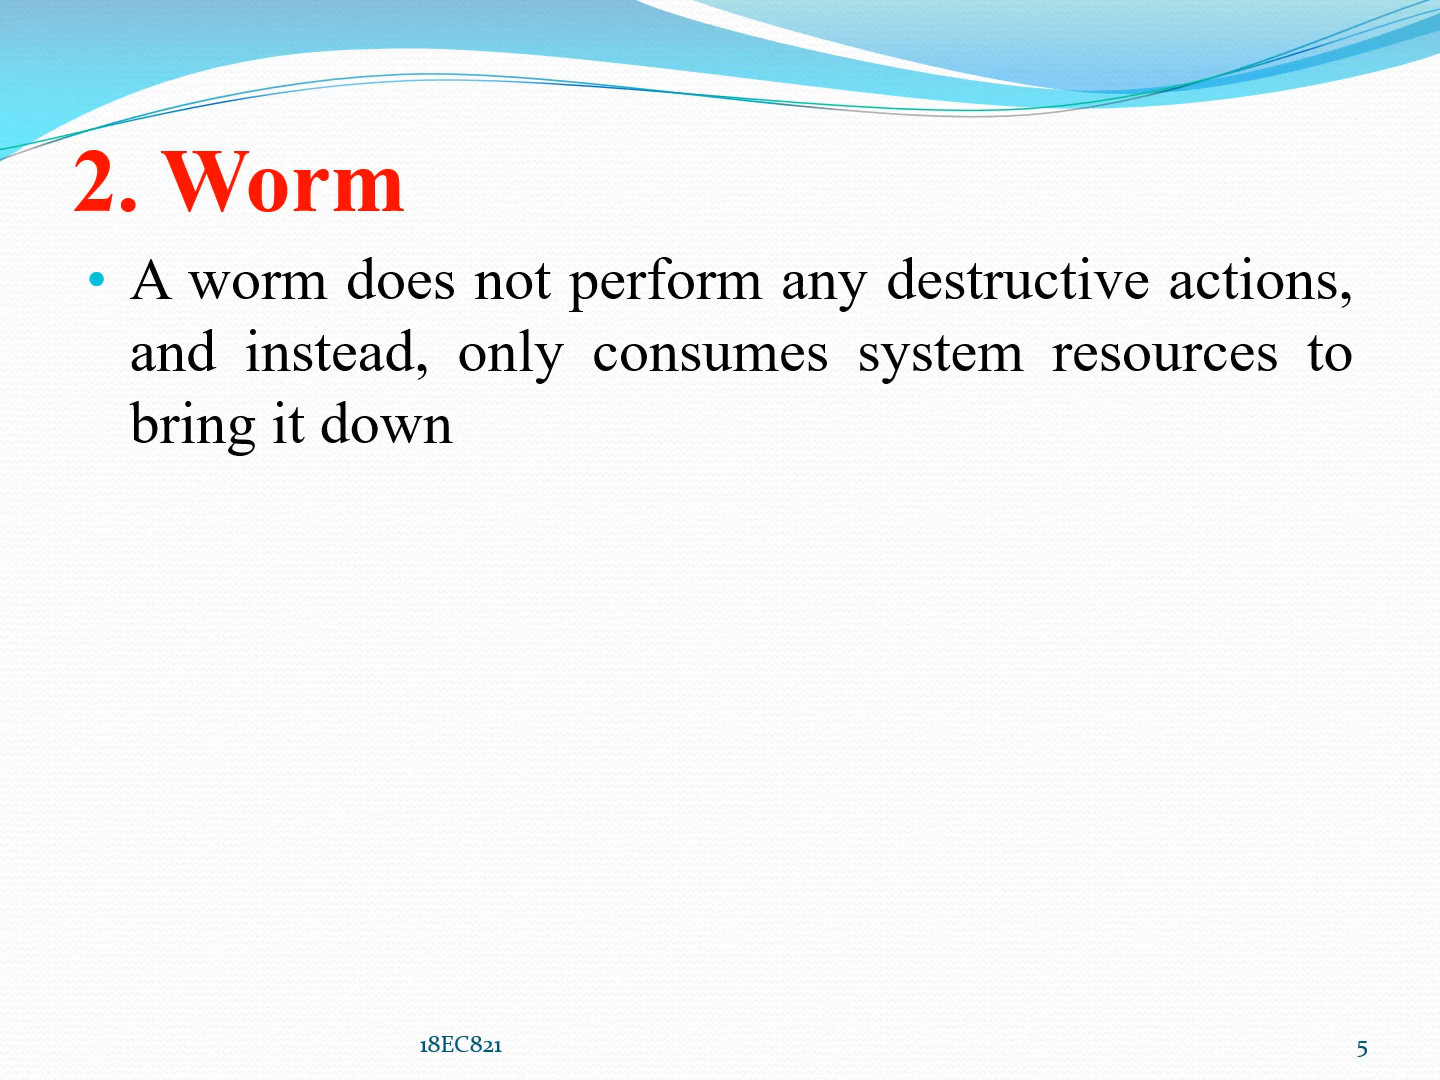 2. Worm
• A worm does not perform any destructive actions,
and instead, only consumes system resources to
bring it down
18EC821
5